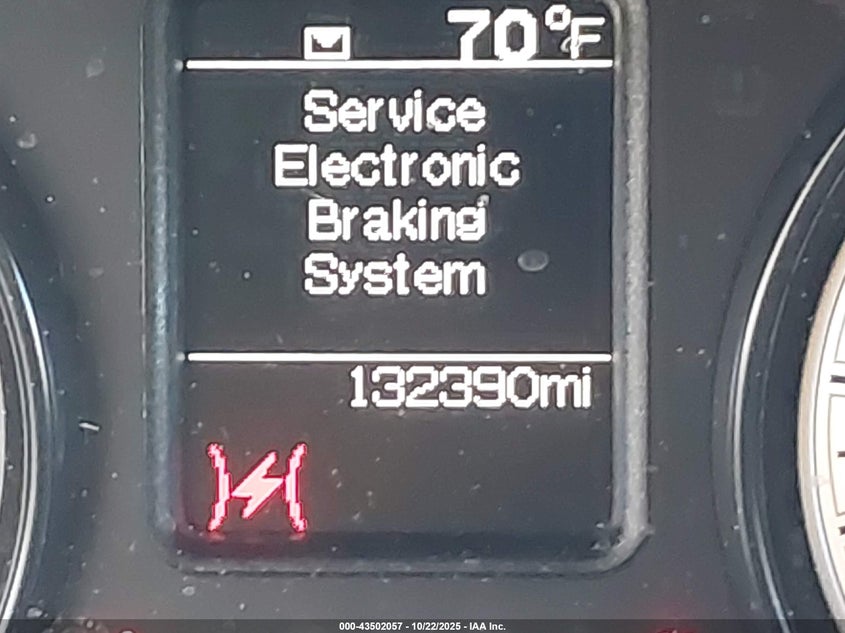 70°F
Service
Electronic
Braking
System
132390mi
000-43502057 - 10/22/2025 - IAA Inc.